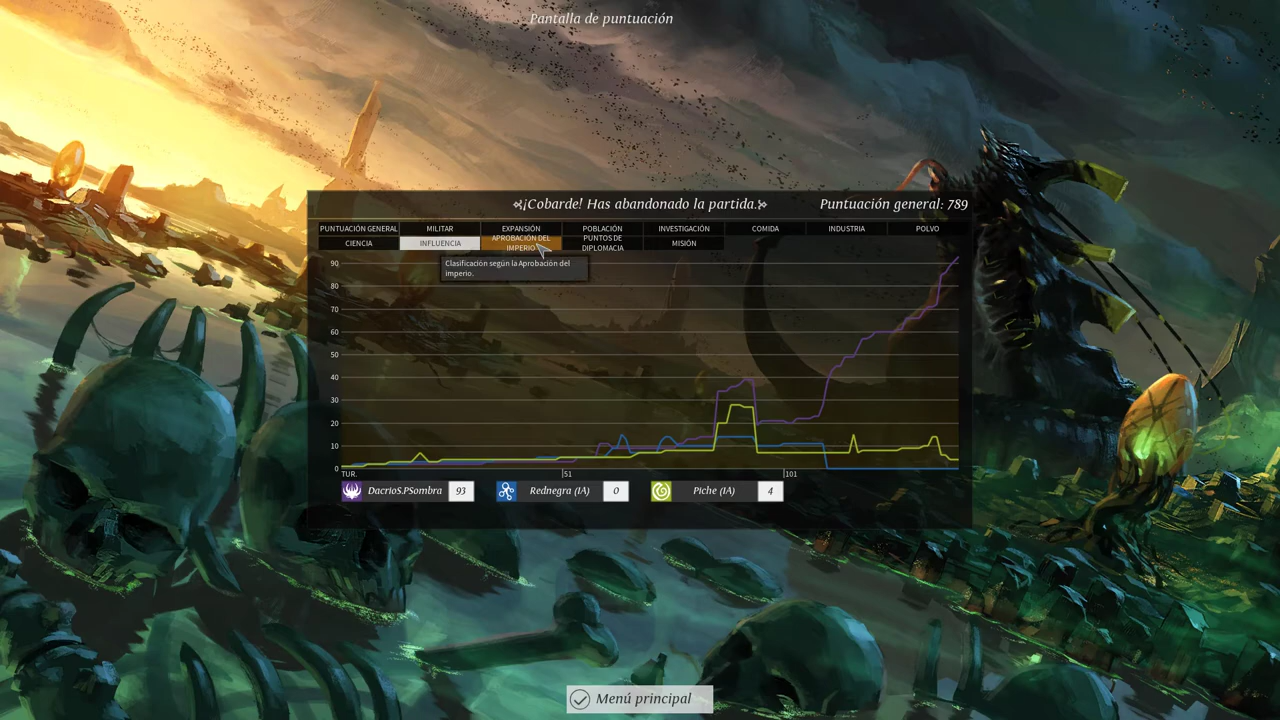 Pantalla de puntuación
¡Cobarde! Has abandonado la partida.
Puntuación general: 789
PUNTUACIÓN GENERAL
MILITAR
EXPANSIÓN
POBLACIÓN
INVESTIGACIÓN
COMIDA
INDUSTRIA
POLVO
CIENCIA
INFLUENCIA
APROBACIÓN DEL
IMPERIO
PUNTOS DE
DIPLOMACIA
MISIÓN
Clasificación según la Aprobación del
imperio.
90
80
70
60
50
40
30
20
10
0
TUR.
51
101
DacrioS.PSombra 93
Rednegra (IA) 0
Piche (IA) 4
Menú principal